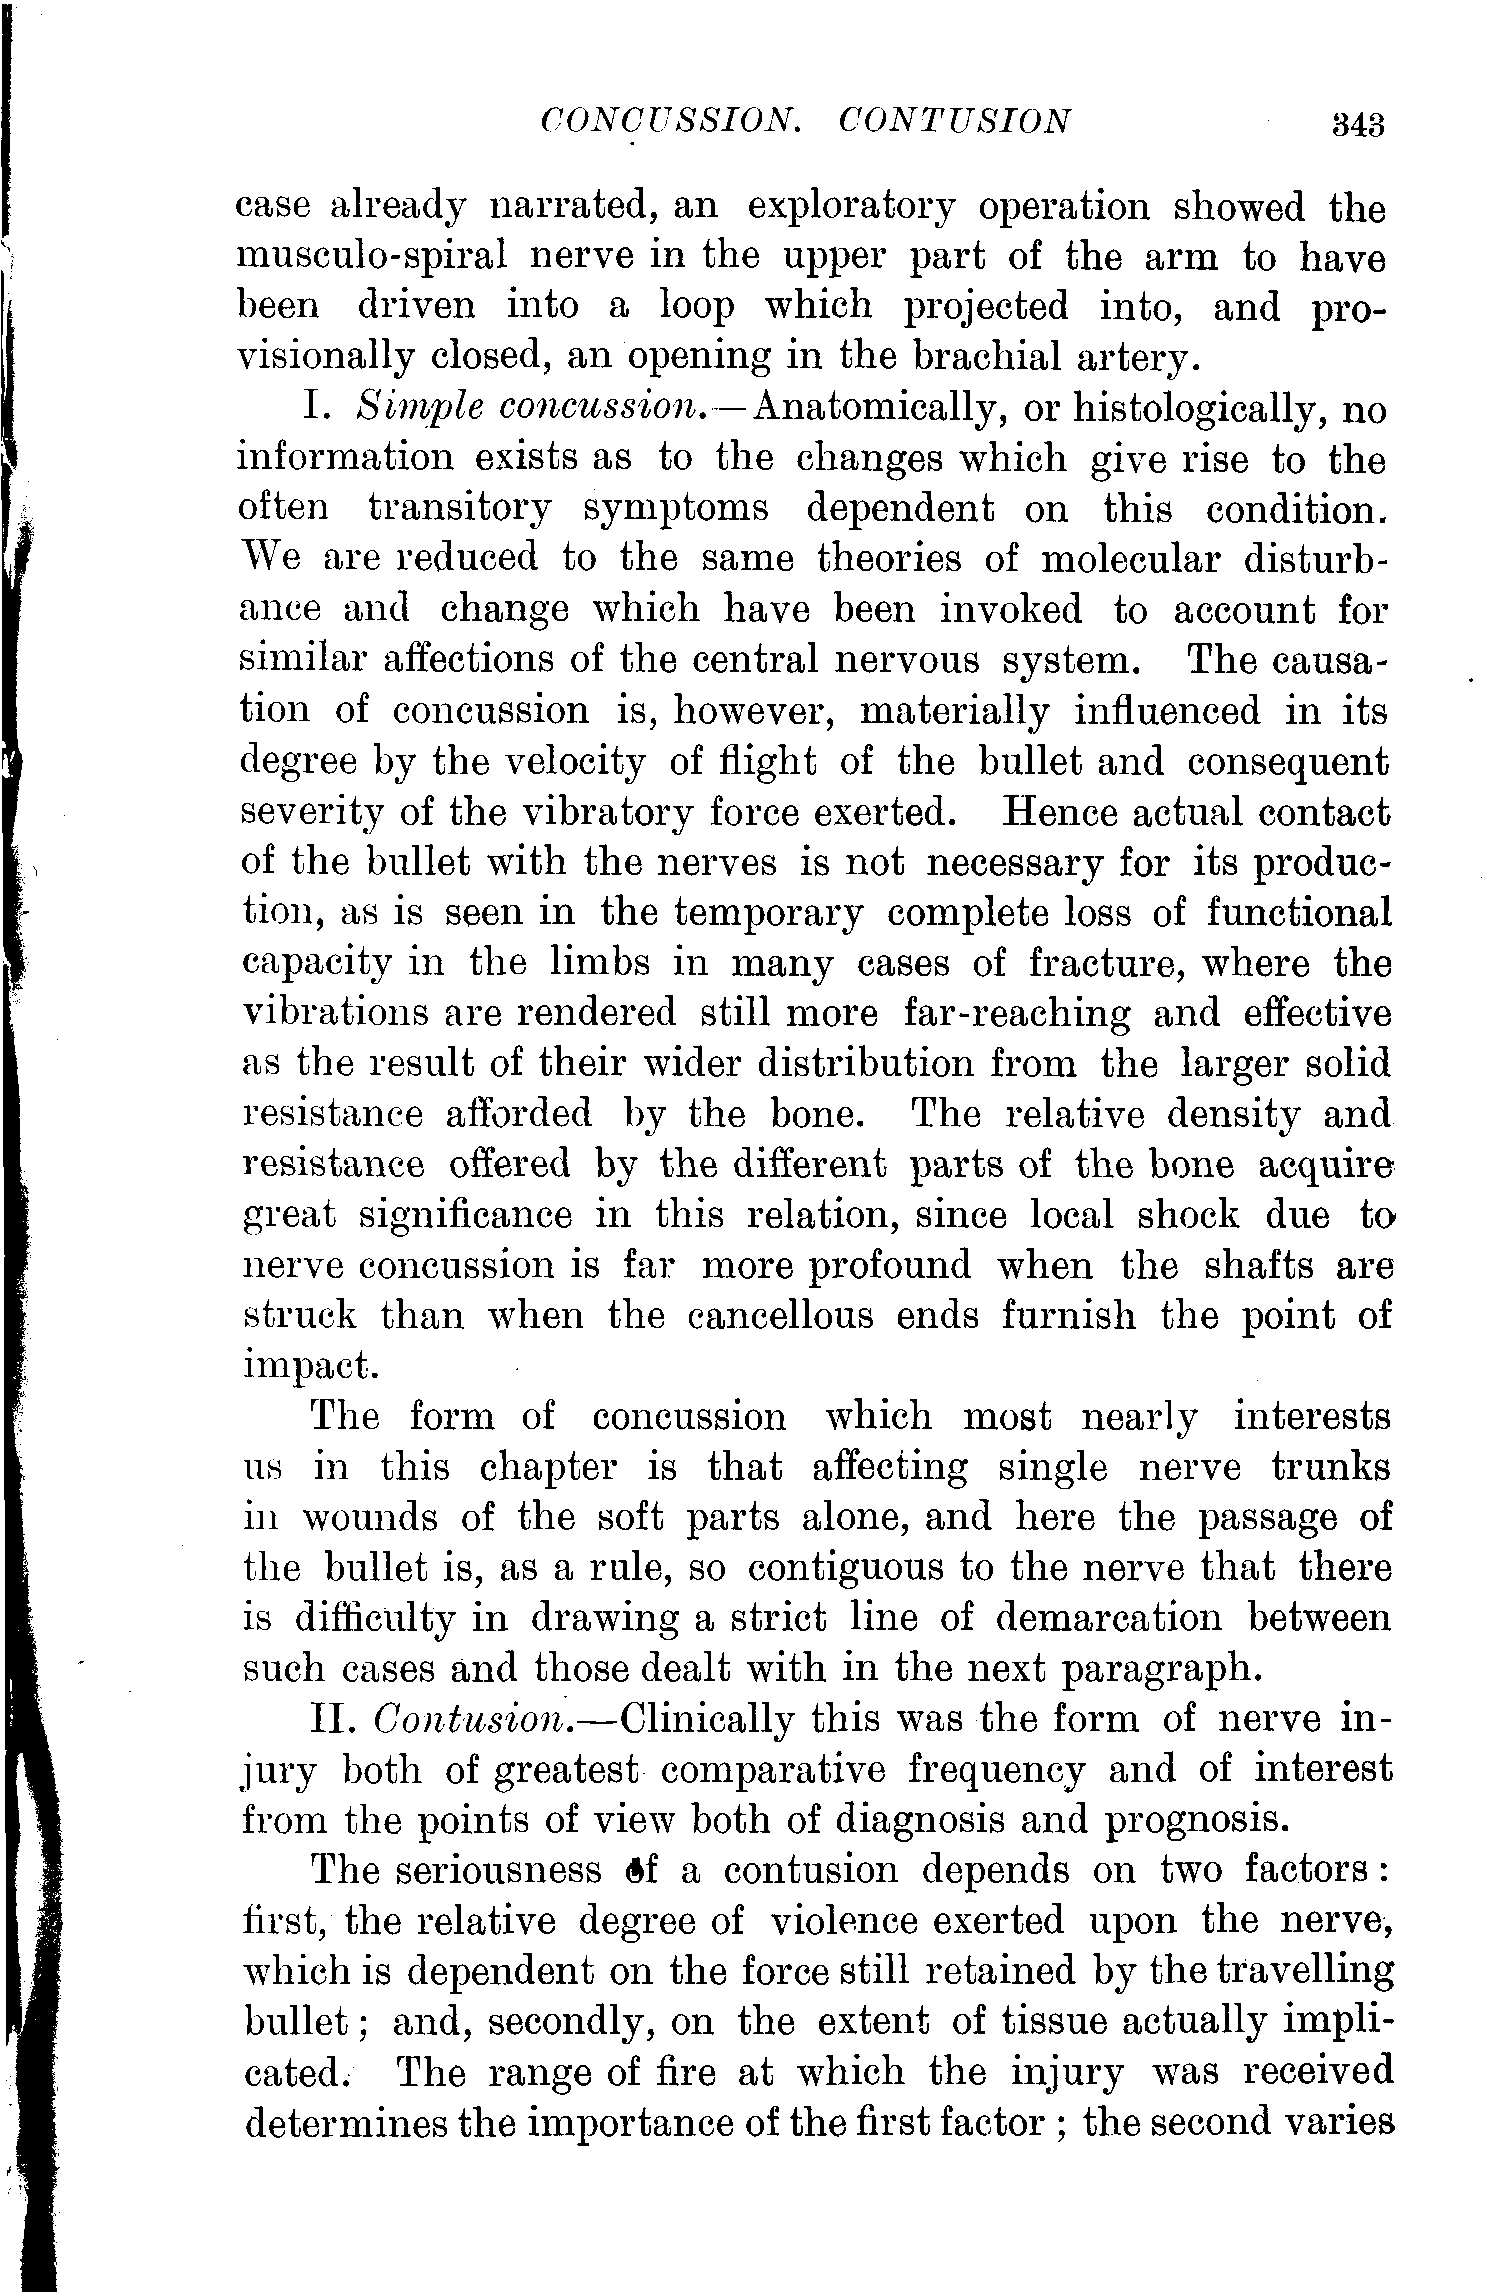 CONCUSSION. CONTUSION 343
case already narrated, an exploratory operation showed the
musculo-spiral nerve in the upper part of the arm to have
been driven into a loop which projected into, and pro-
visionally closed, an opening in the brachial artery.
I. Simple concussion.—Anatomically, or histologically, no
information exists as to the changes which give rise to the
often transitory symptoms dependent on this condition.
We are reduced to the same theories of molecular disturb-
ance and change which have been invoked to account for
similar affections of the central nervous system. The causa-
tion of concussion is, however, materially influenced in its
degree by the velocity of flight of the bullet and consequent
severity of the vibratory force exerted. Hence actual contact
of the bullet with the nerves is not necessary for its produc-
tion, as is seen in the temporary complete loss of functional
capacity in the limbs in many cases of fracture, where the
vibrations are rendered still more far-reaching and effective
as the result of their wider distribution from the larger solid
resistance afforded by the bone. The relative density and
resistance offered by the different parts of the bone acquire
great significance in this relation, since local shock due to
nerve concussion is far more profound when the shafts are
struck than when the cancellous ends furnish the point of
impact.
The form of concussion which most nearly interests
us in this chapter is that affecting single nerve trunks
in wounds of the soft parts alone, and here the passage of
the bullet is, as a rule, so contiguous to the nerve that there
is difficulty in drawing a strict line of demarcation between
such cases and those dealt with in the next paragraph.
II. Contusion.—Clinically this was the form of nerve in-
jury both of greatest comparative frequency and of interest
from the points of view both of diagnosis and prognosis.
The seriousness of a contusion depends on two factors:
first, the relative degree of violence exerted upon the nerve,
which is dependent on the force still retained by the travelling
bullet; and, secondly, on the extent of tissue actually impli-
cated. The range of fire at which the injury was received
determines the importance of the first factor; the second varies